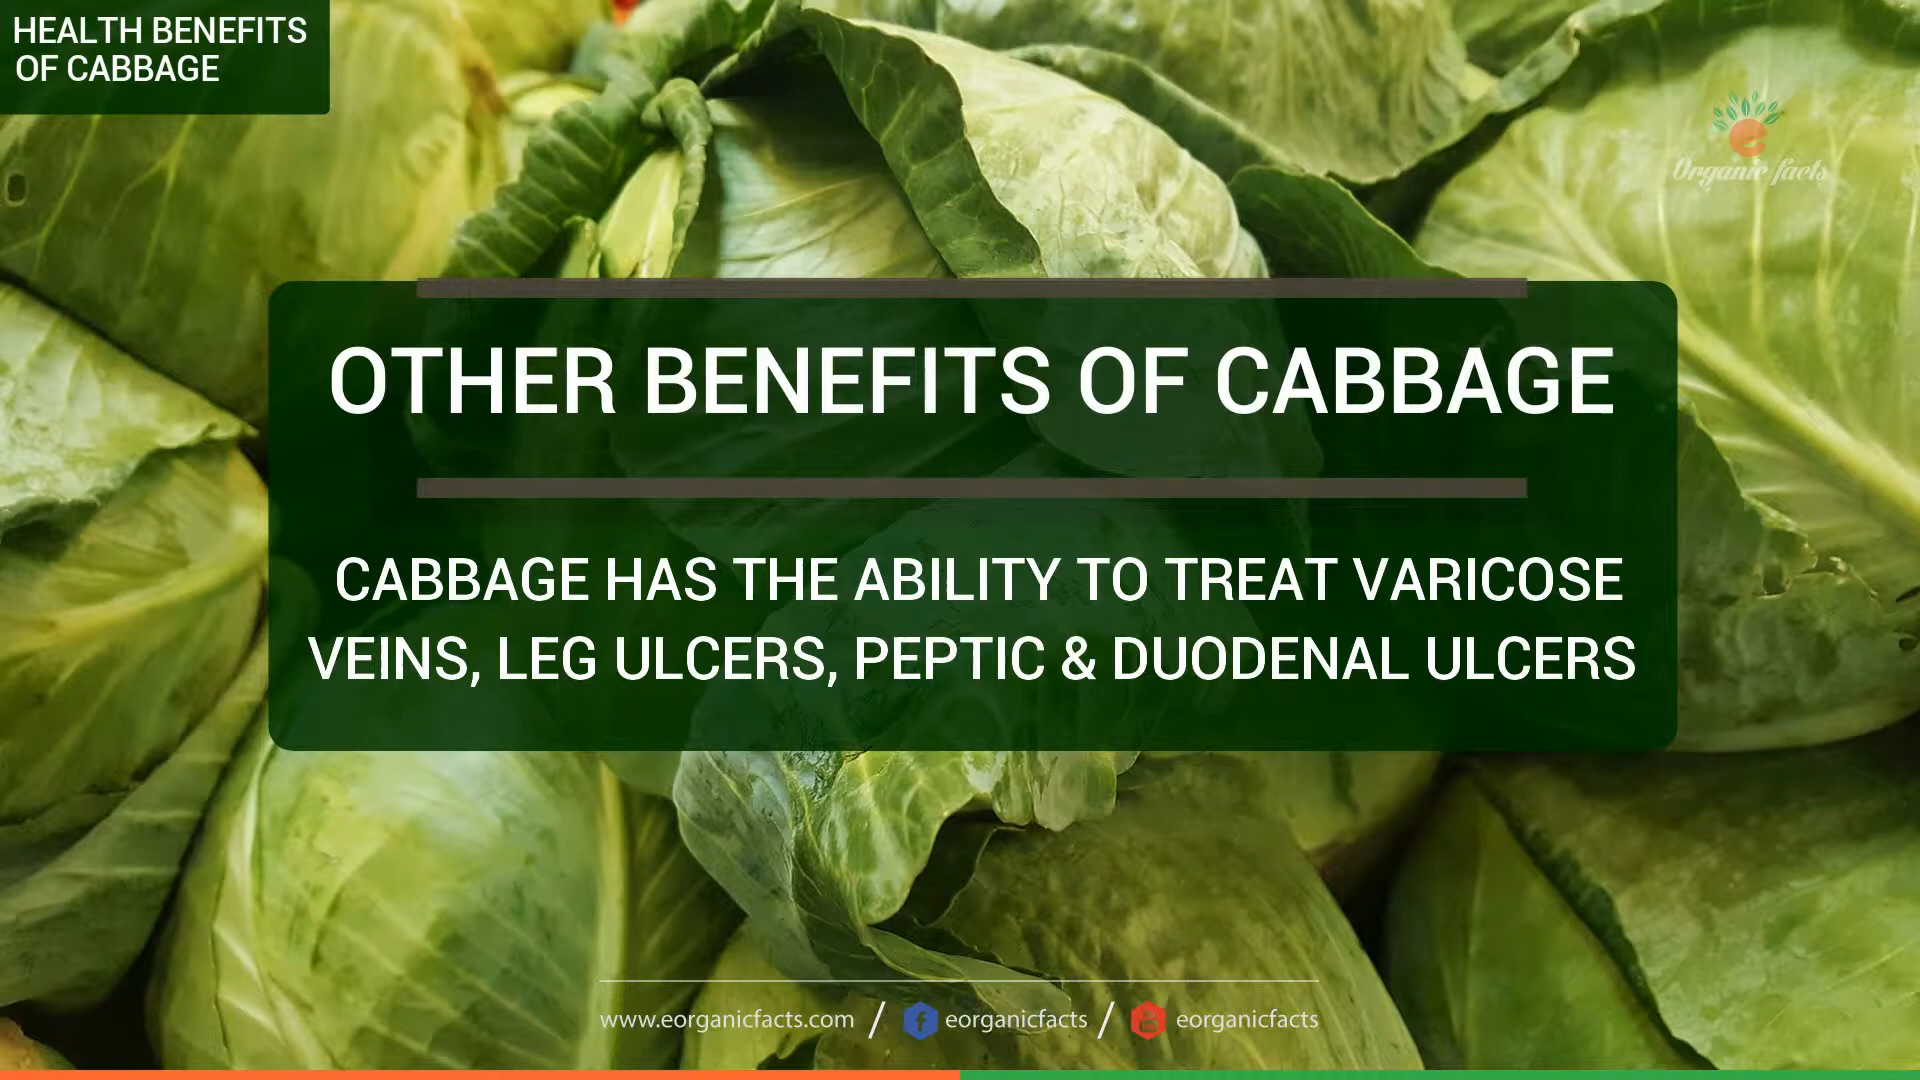 HEALTH BENEFITS
OF CABBAGE
e
Organic facts
OTHER BENEFITS OF CABBAGE
CABBAGE HAS THE ABILITY TO TREAT VARICOSE
VEINS, LEG ULCERS, PEPTIC & DUODENAL ULCERS
www.eorganicfacts.com / f eorganicfacts / eorganicfacts